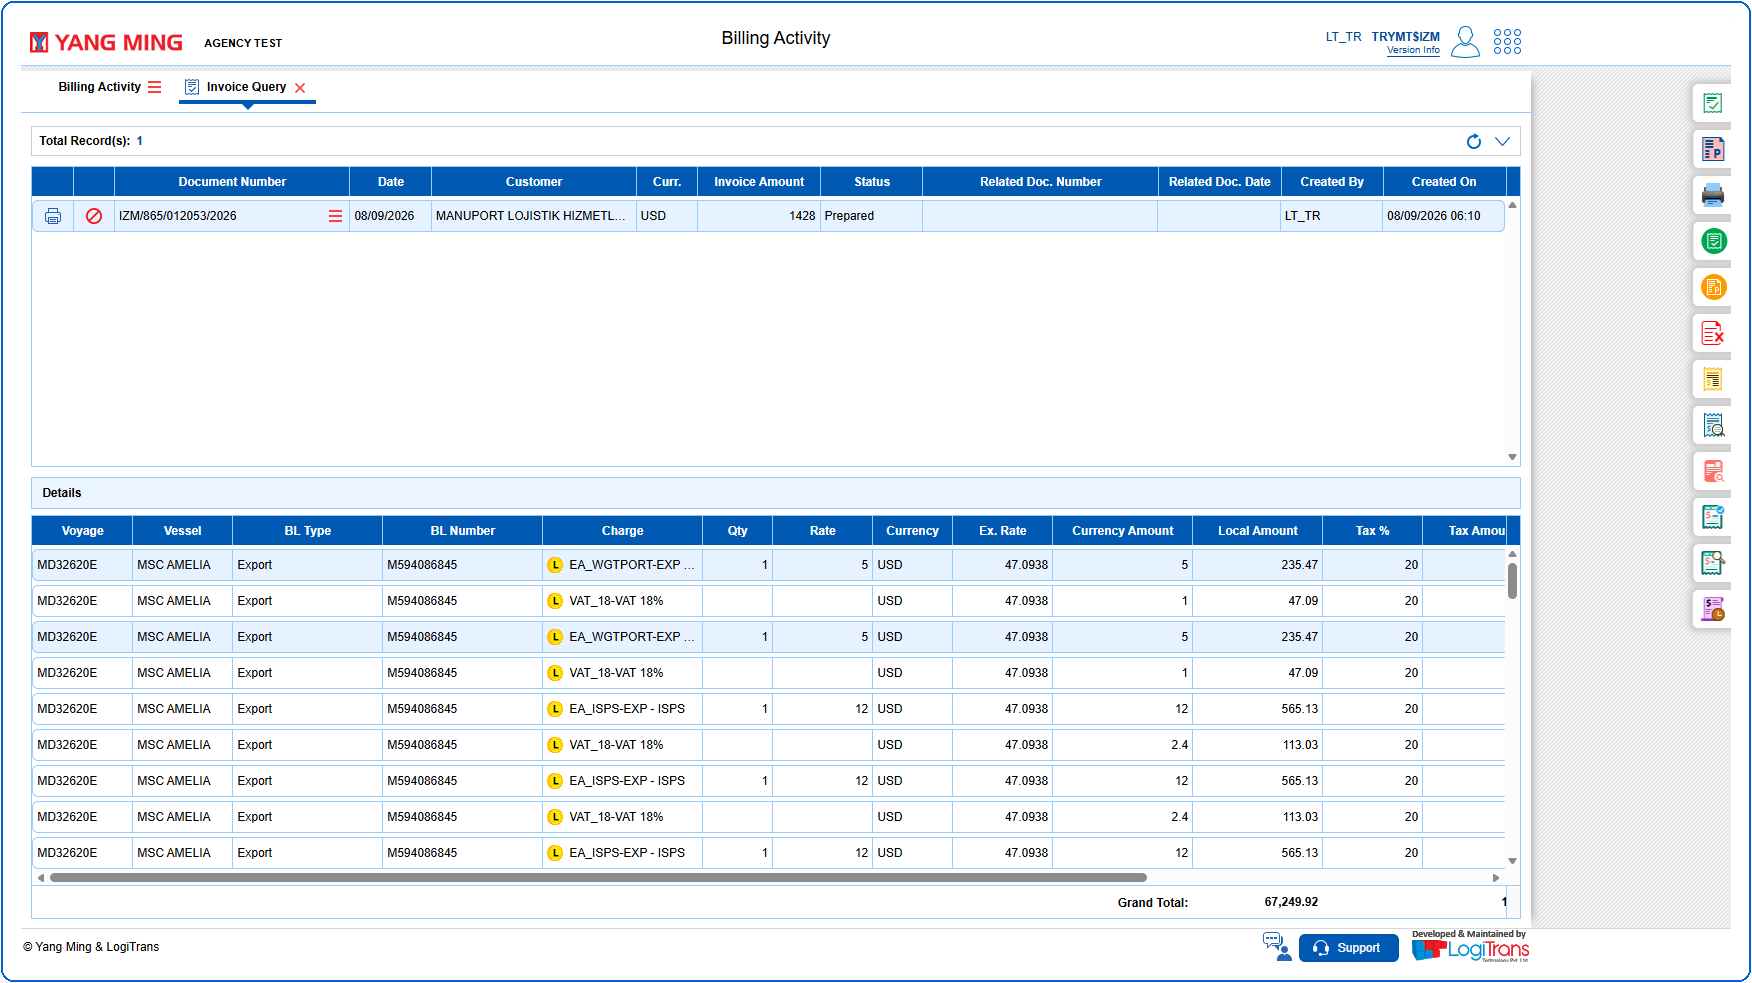 YANG MING AGENCY TEST
Billing Activity
LT_TR TRYMT$IZM
Version Info
Billing Activity Invoice Query
Total Record(s): 1
Document Number Date Customer Curr. Invoice Amount Status Related Doc. Number Related Doc. Date Created By Created On
IZM/865/012053/2026 08/09/2026 MANUPORT LOJISTIK HIZMETL... USD 1428 Prepared LT_TR 08/09/2026 06:10
Details
Voyage Vessel BL Type BL Number Charge Qty Rate Currency Ex. Rate Currency Amount Local Amount Tax % Tax Amou
MD32620E MSC AMELIA Export M594086845 L EA_WGTPORT-EXP ... 1 5 USD 47.0938 5 235.47 20
MD32620E MSC AMELIA Export M594086845 L VAT_18-VAT 18% USD 47.0938 1 47.09 20
MD32620E MSC AMELIA Export M594086845 L EA_WGTPORT-EXP ... 1 5 USD 47.0938 5 235.47 20
MD32620E MSC AMELIA Export M594086845 L VAT_18-VAT 18% USD 47.0938 1 47.09 20
MD32620E MSC AMELIA Export M594086845 L EA_ISPS-EXP - ISPS 1 12 USD 47.0938 12 565.13 20
MD32620E MSC AMELIA Export M594086845 L VAT_18-VAT 18% USD 47.0938 2.4 113.03 20
MD32620E MSC AMELIA Export M594086845 L EA_ISPS-EXP - ISPS 1 12 USD 47.0938 12 565.13 20
MD32620E MSC AMELIA Export M594086845 L VAT_18-VAT 18% USD 47.0938 2.4 113.03 20
MD32620E MSC AMELIA Export M594086845 L EA_ISPS-EXP - ISPS 1 12 USD 47.0938 12 565.13 20
Grand Total: 67,249.92 1
© Yang Ming & LogiTrans
Support
Developed & Maintained by
LogiTrans
Technology Pvt. Ltd.